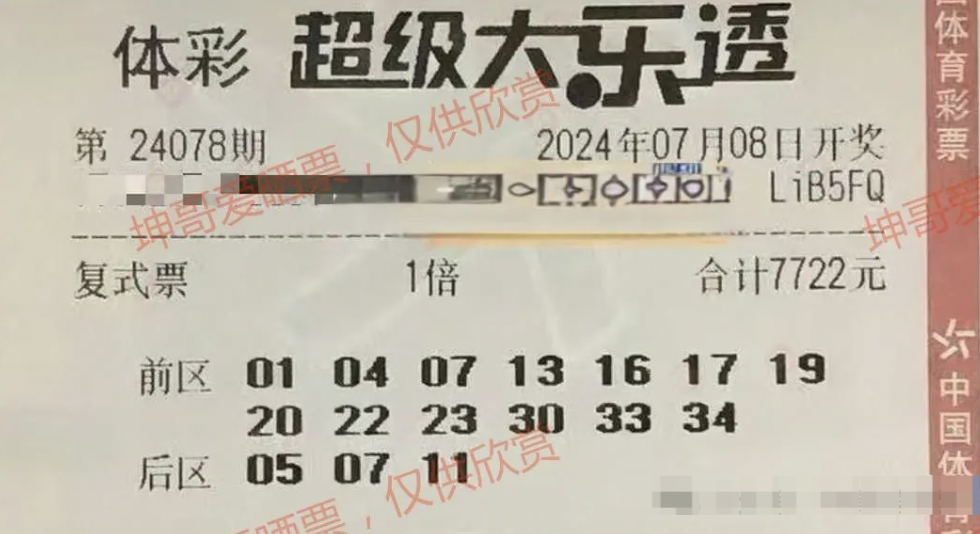 体彩 超级大乐透
第 24078期 2024年07月08日开奖
LiB5FQ
复式票 1倍 合计7722元
前区 01 04 07 13 16 17 19
20 22 23 30 33 34
后区 05 07 11
坤哥爱晒票，仅供欣赏
坤哥
爱晒票，仅供欣赏
国体育彩票
中国体育彩